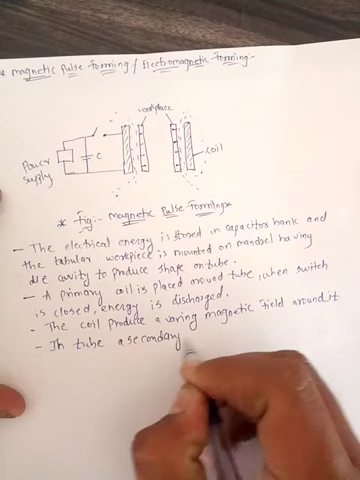 * Magnetic Pulse Forming / Electromagnetic Forming:-
workpiece
coil
C
Power
supply
* Fig:- Magnetic Pulse Forming *
- The electrical energy is stored in capacitor bank and
the tabular workpiece is mounted on mandrel having
die cavity to produce shape on tube.
- A primary coil is placed around tube, when switch
is closed, energy is discharged.
- The coil produce a varing magnetic field around it
- In tube a secondary